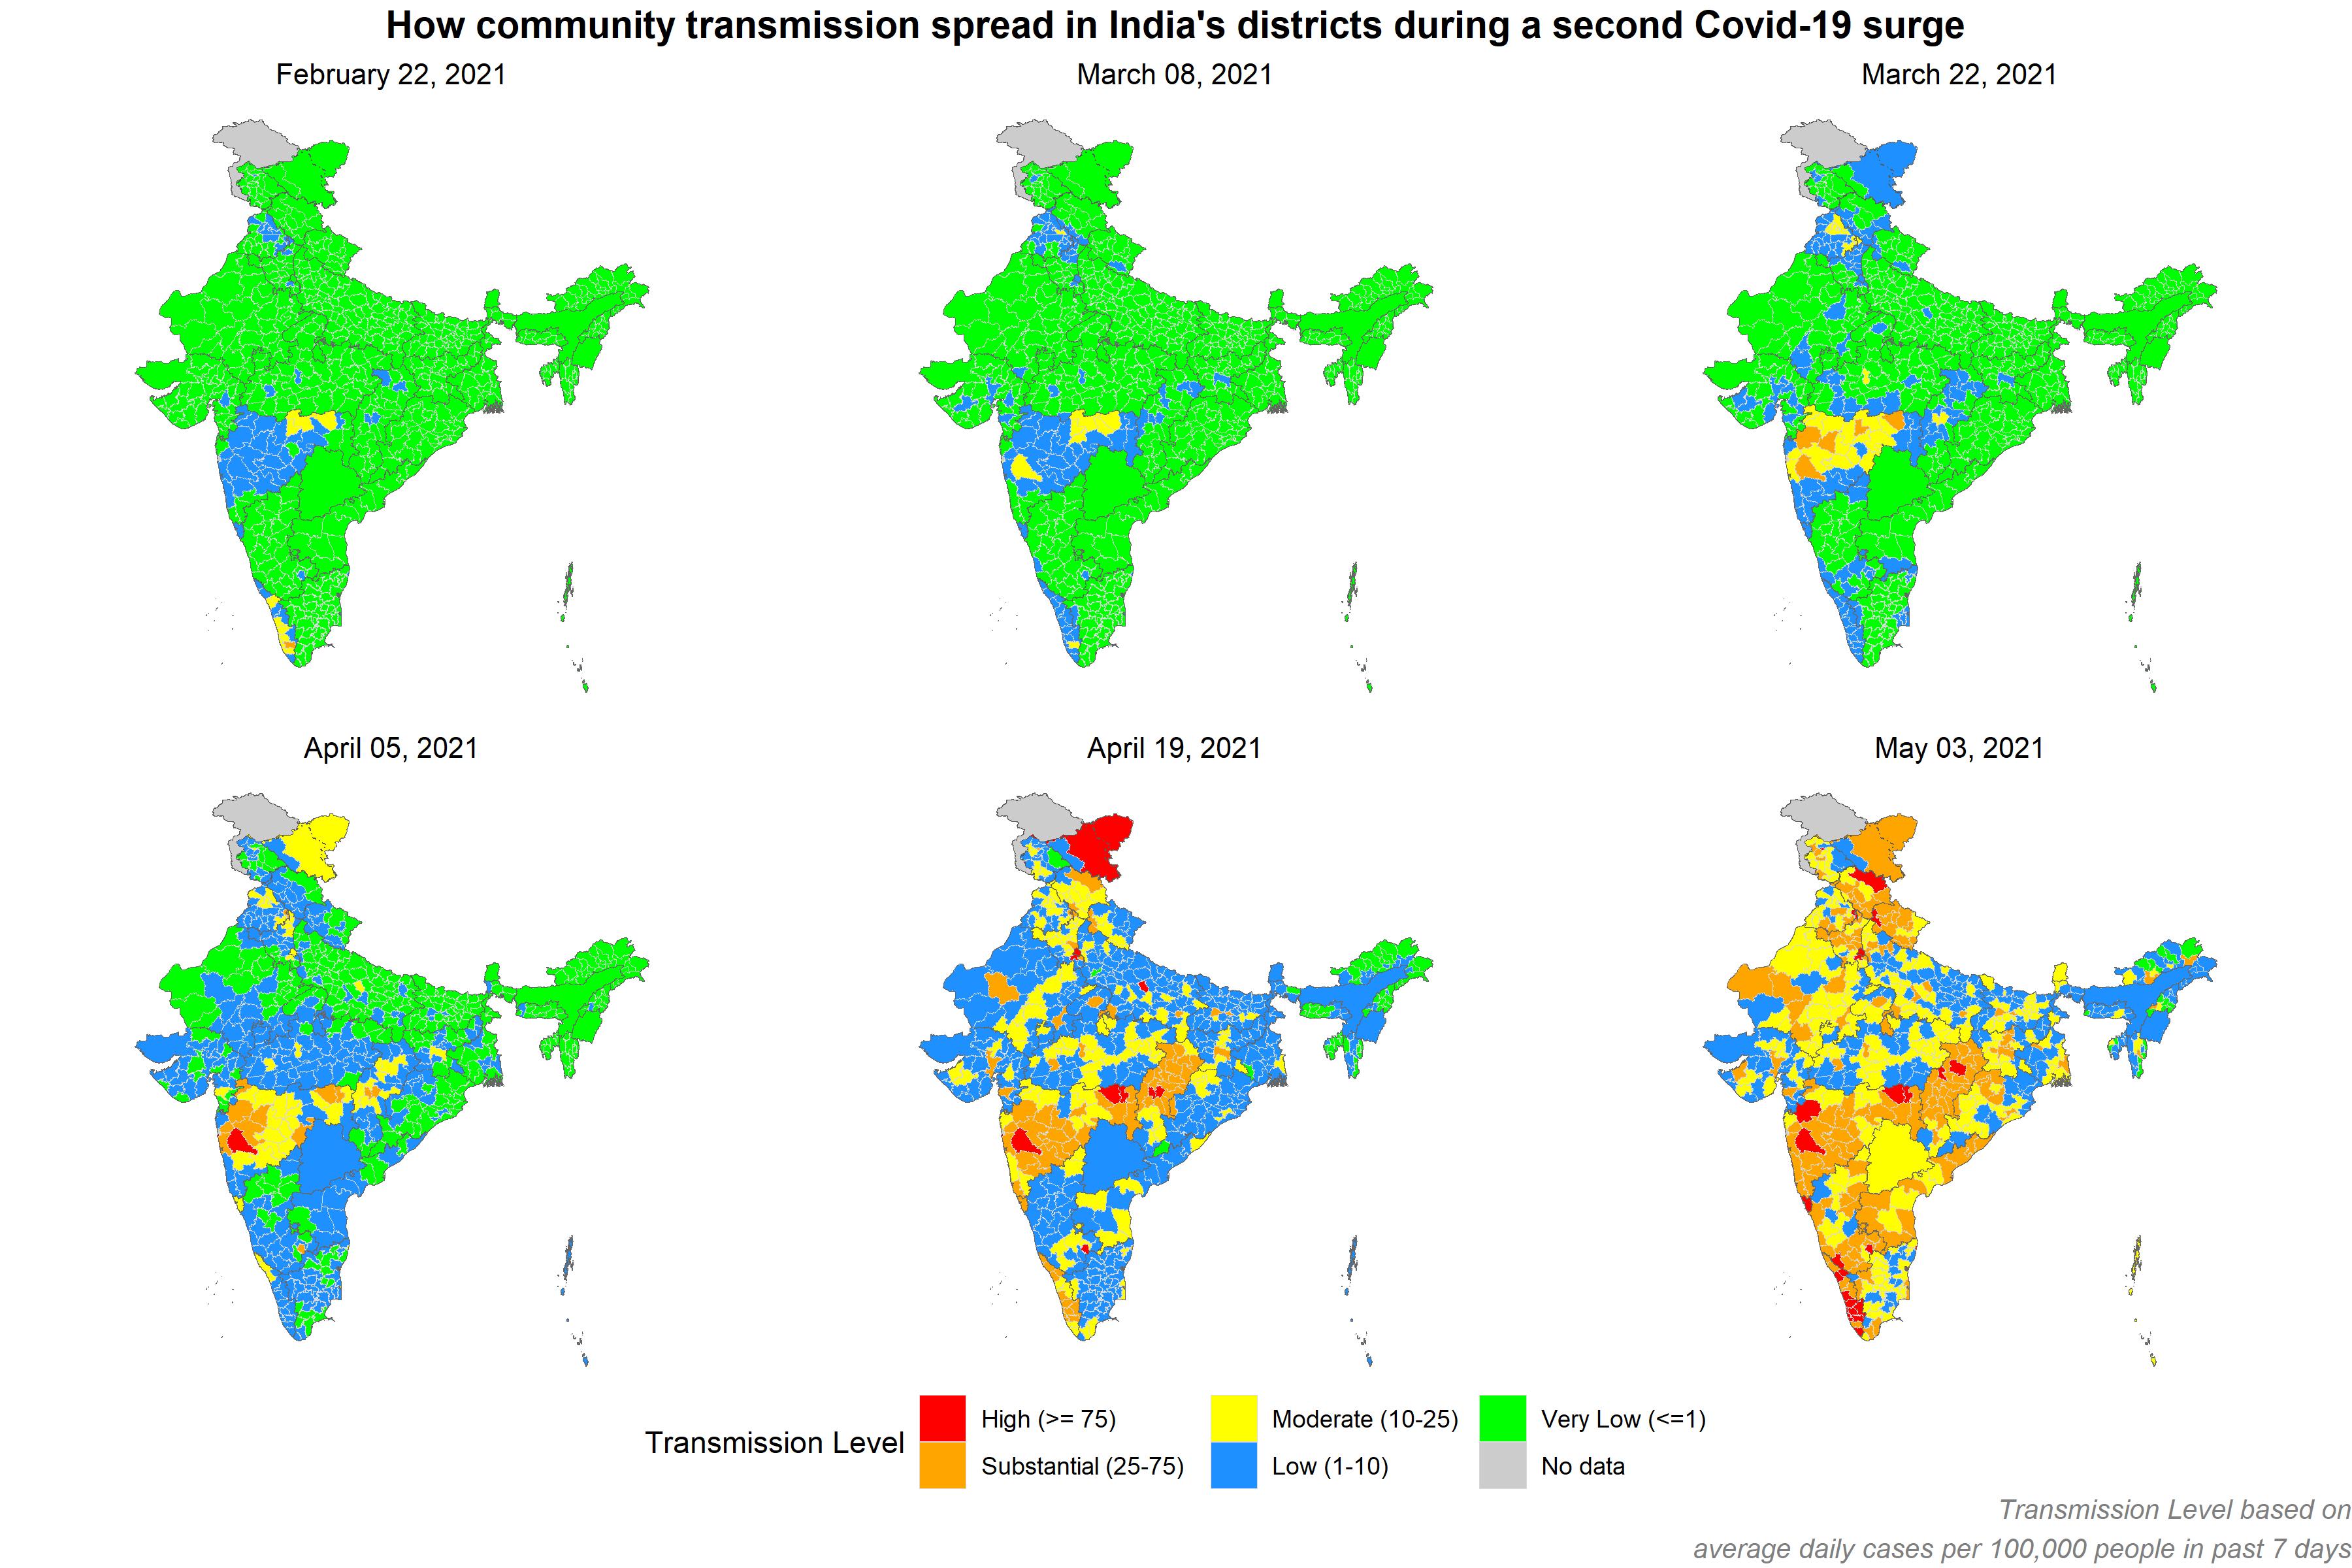 How community transmission spread in India's districts during a second Covid-19 surge
February 22, 2021
March 08, 2021
March 22, 2021
April 05, 2021
April 19, 2021
May 03, 2021
Transmission Level
High (>= 75)
Substantial (25-75)
Moderate (10-25)
Low (1-10)
Very Low (<=1)
No data
Transmission Level based on
average daily cases per 100,000 people in past 7 days